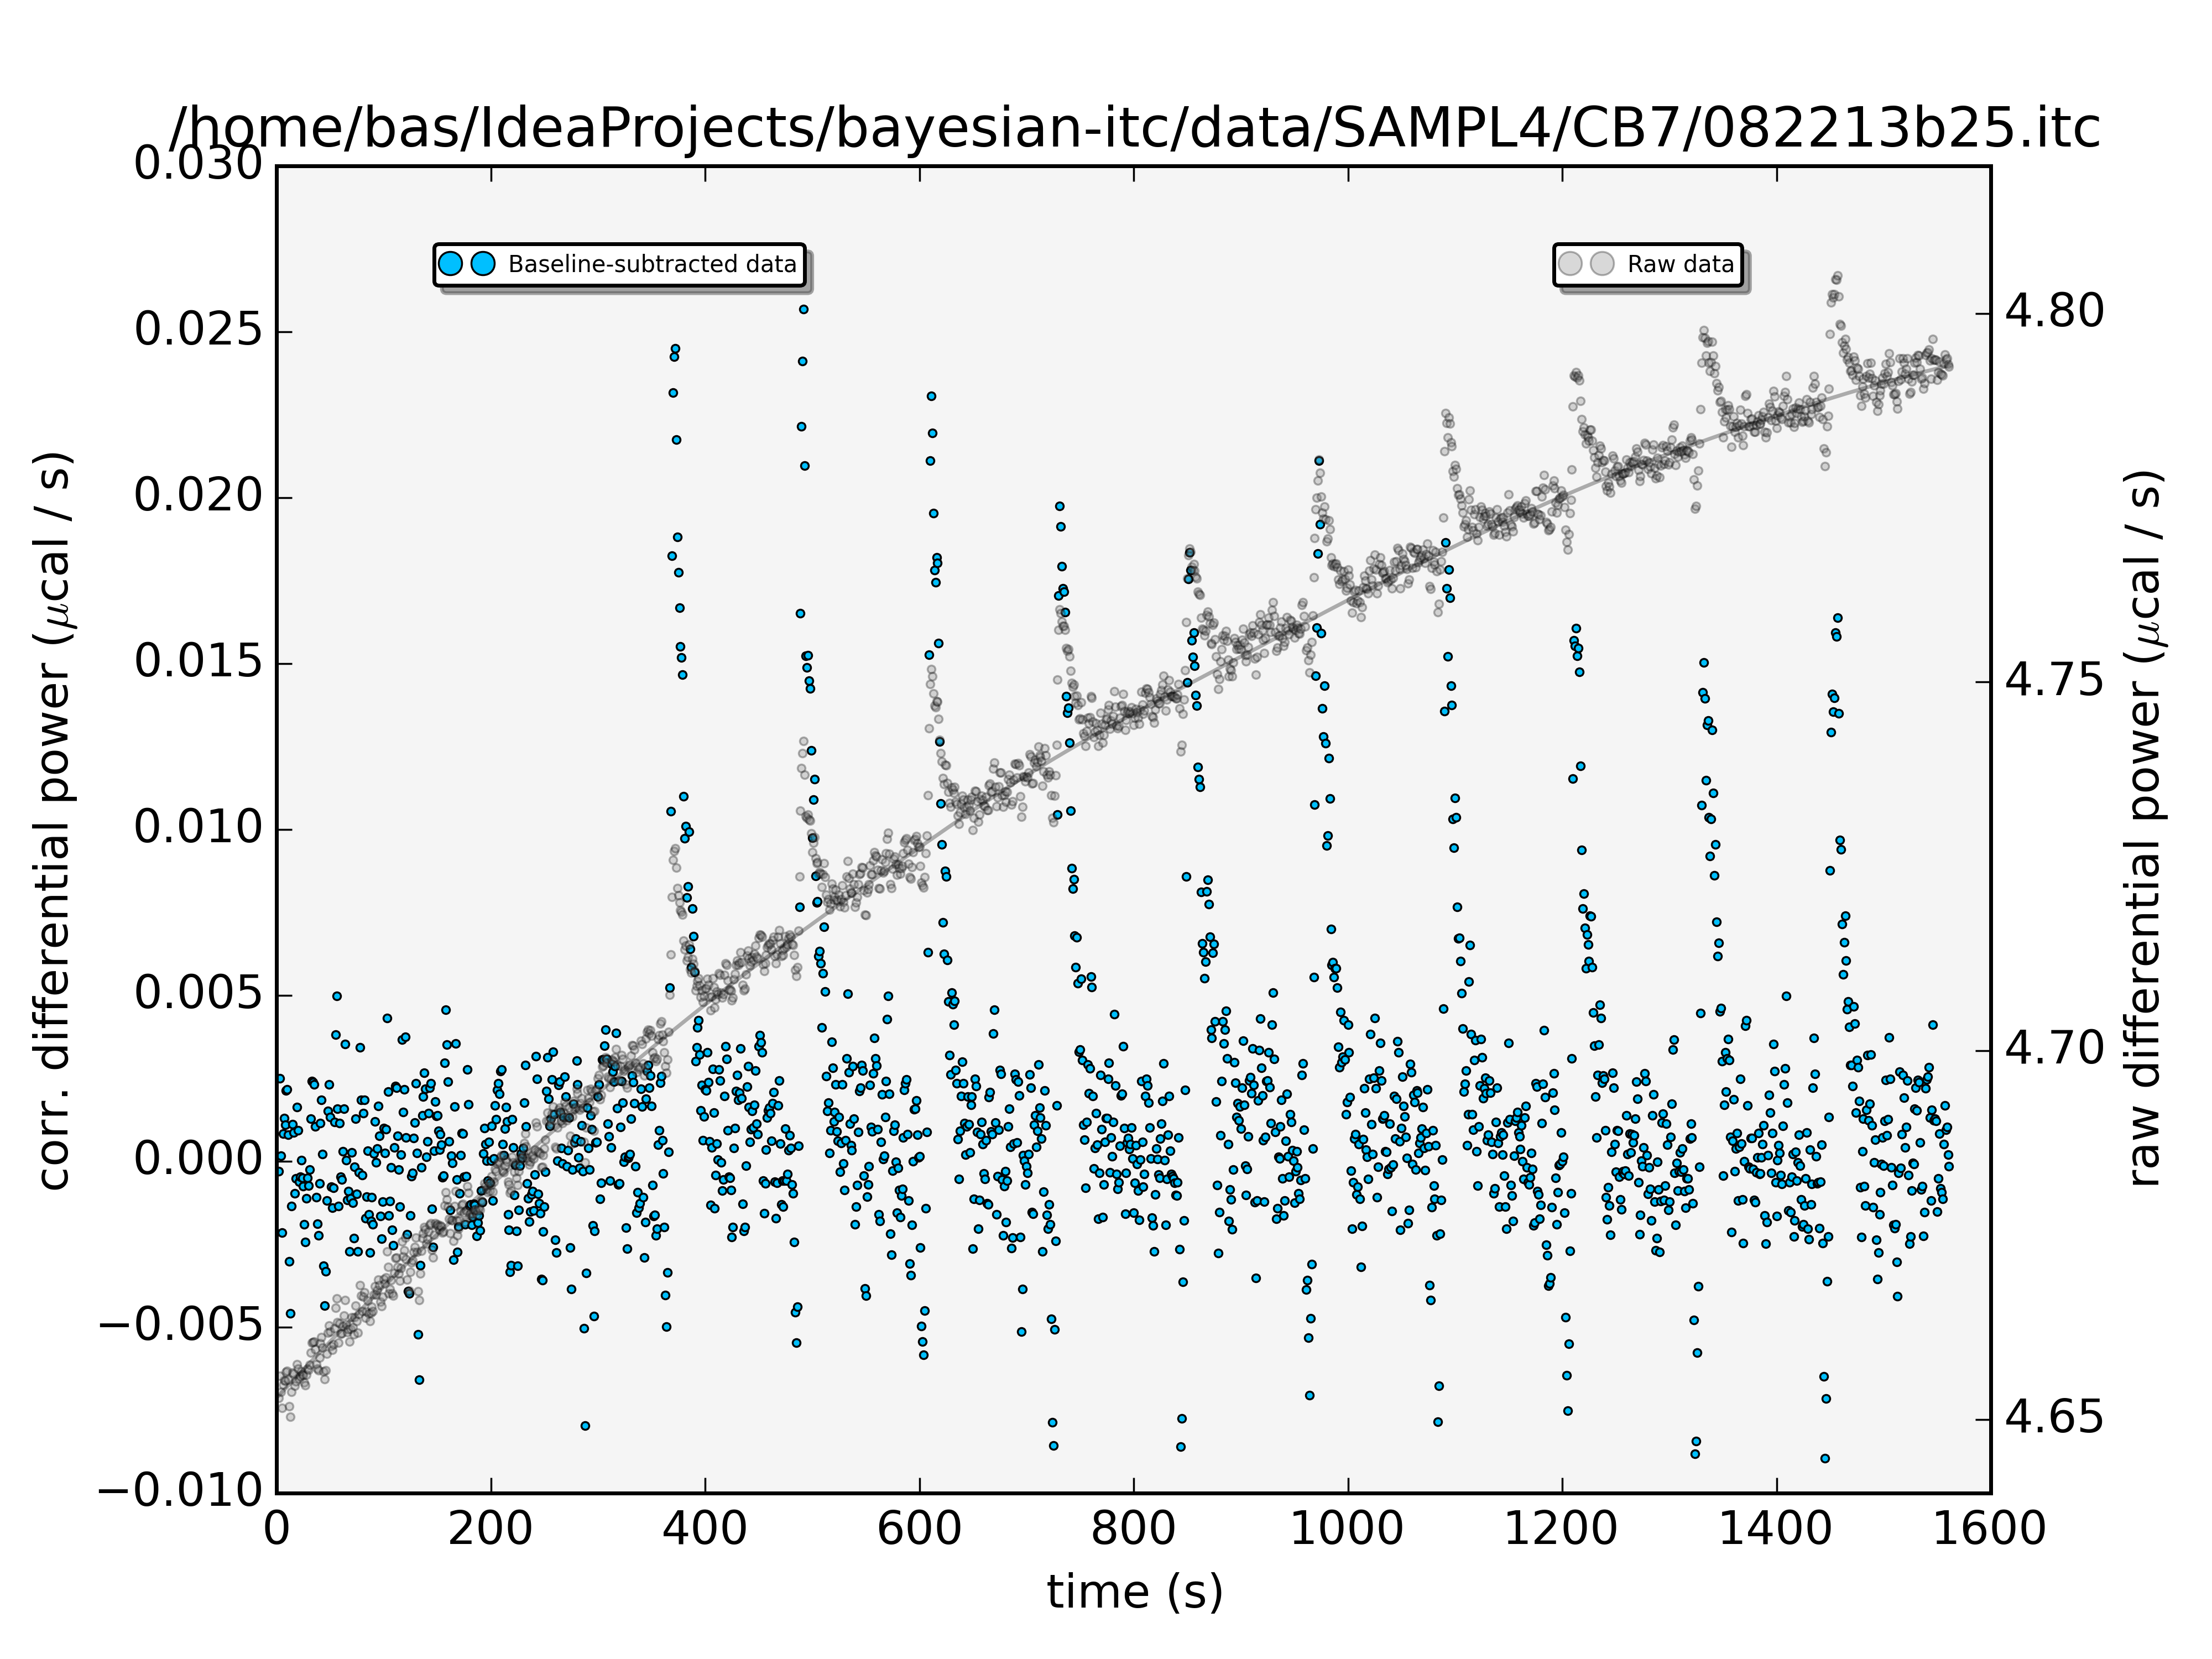 /home/bas/IdeaProjects/bayesian-itc/data/SAMPL4/CB7/082213b25.itc
0.030
0.025
0.020
0.015
0.010
0.005
0.000
−0.005
−0.010
corr. differential power (μcal / s)
Baseline-subtracted data
Raw data
4.80
4.75
4.70
4.65
raw differential power (μcal / s)
0 200 400 600 800 1000 1200 1400 1600
time (s)